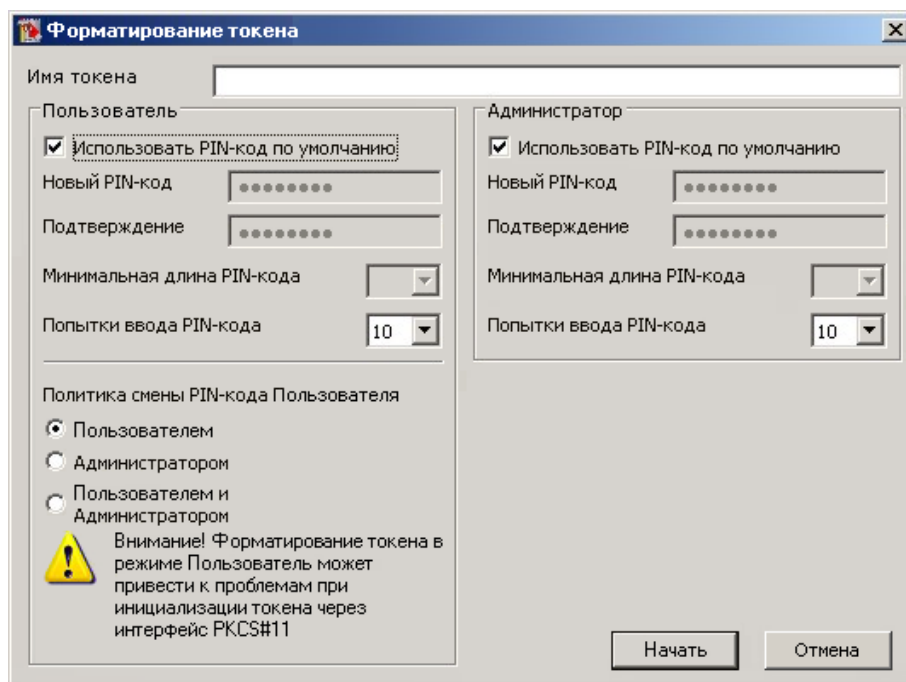 Форматирование токена
Имя токена
Пользователь
Использовать PIN-код по умолчанию
Новый PIN-код
Подтверждение
Минимальная длина PIN-кода
Попытки ввода PIN-кода
10
Политика смены PIN-кода Пользователя
Пользователем
Администратором
Пользователем и
Администратором
Внимание! Форматирование токена в
режиме Пользователь может
привести к проблемам при
инициализации токена через
интерфейс PKCS#11
Администратор
Использовать PIN-код по умолчанию
Новый PIN-код
Подтверждение
Минимальная длина PIN-кода
Попытки ввода PIN-кода
10
Начать
Отмена